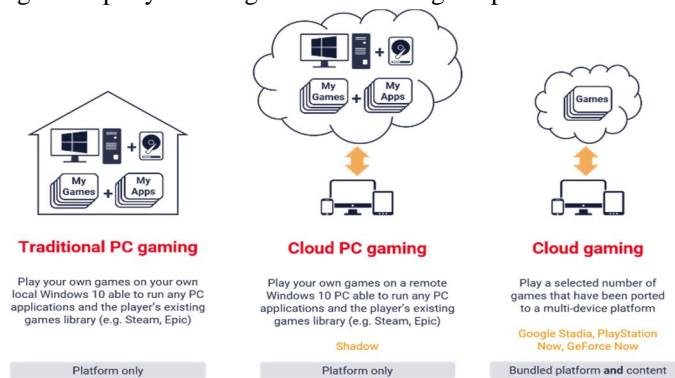 My Games + My Apps
Traditional PC gaming
Play your own games on your own
local Windows 10 able to run any PC
applications and the player's existing
games library (e.g. Steam, Epic)
Platform only
My Games + My Apps
Cloud PC gaming
Play your own games on a remote
Windows 10 PC able to run any PC
applications and the player's existing
games library (e.g. Steam, Epic)
Shadow
Platform only
Games
Cloud gaming
Play a selected number of
games that have been ported
to a multi-device platform
Google Stadia, PlayStation
Now, GeForce Now
Bundled platform and content